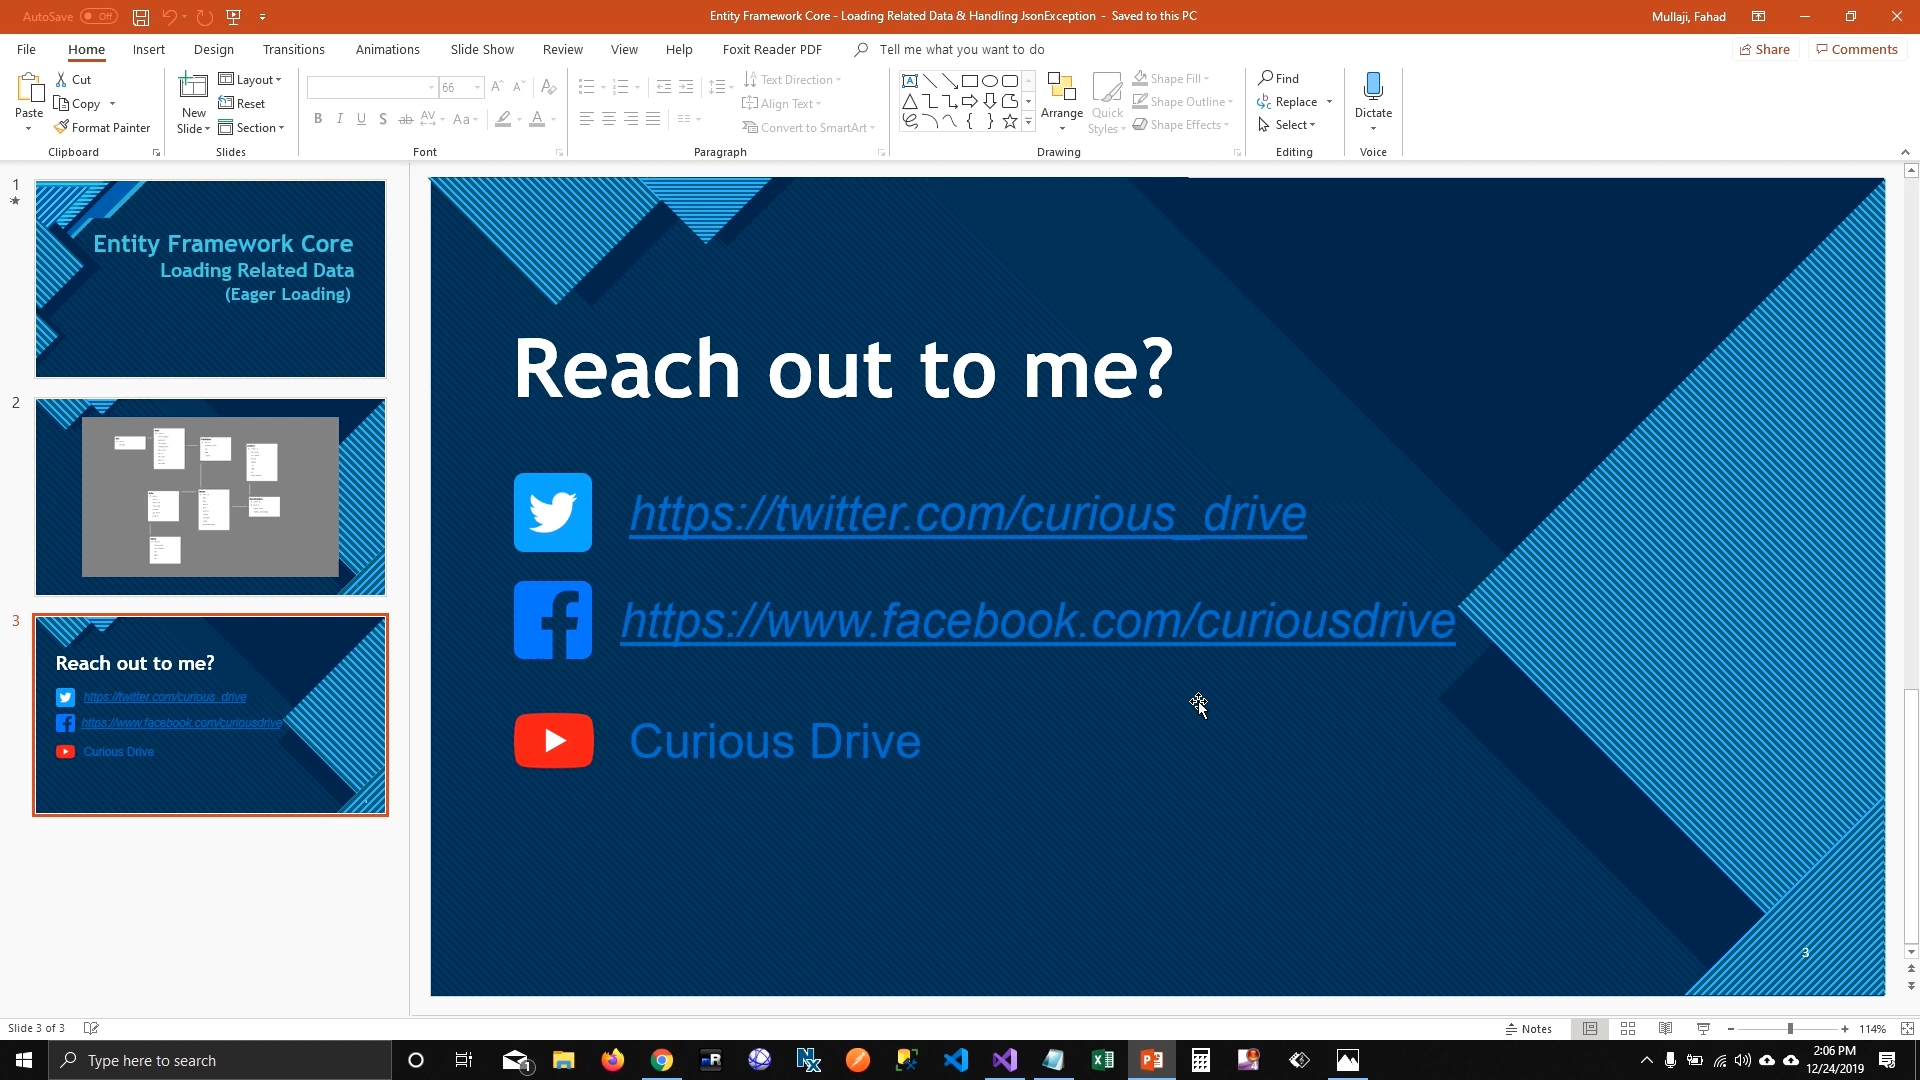 AutoSave Off
Entity Framework Core - Loading Related Data & Handling JsonException - Saved to this PC
Mullaji, Fahad
File Home Insert Design Transitions Animations Slide Show Review View Help Foxit Reader PDF Tell me what you want to do
Share Comments
Paste
Cut
Copy
Format Painter
Clipboard
New
Slide
Layout
Reset
Section
Slides
66
Font
Text Direction
Align Text
Convert to SmartArt
Paragraph
Arrange
Quick
Styles
Shape Fill
Shape Outline
Shape Effects
Drawing
Find
Replace
Select
Editing
Dictate
Voice
1
Entity Framework Core
Loading Related Data
(Eager Loading)
2
3
Reach out to me?
https://twitter.com/curious_drive
https://www.facebook.com/curiousdrive
Curious Drive
Reach out to me?
https://twitter.com/curious_drive
https://www.facebook.com/curiousdrive
Curious Drive
3
Slide 3 of 3
Notes
114%
Type here to search
2:06 PM
12/24/2019